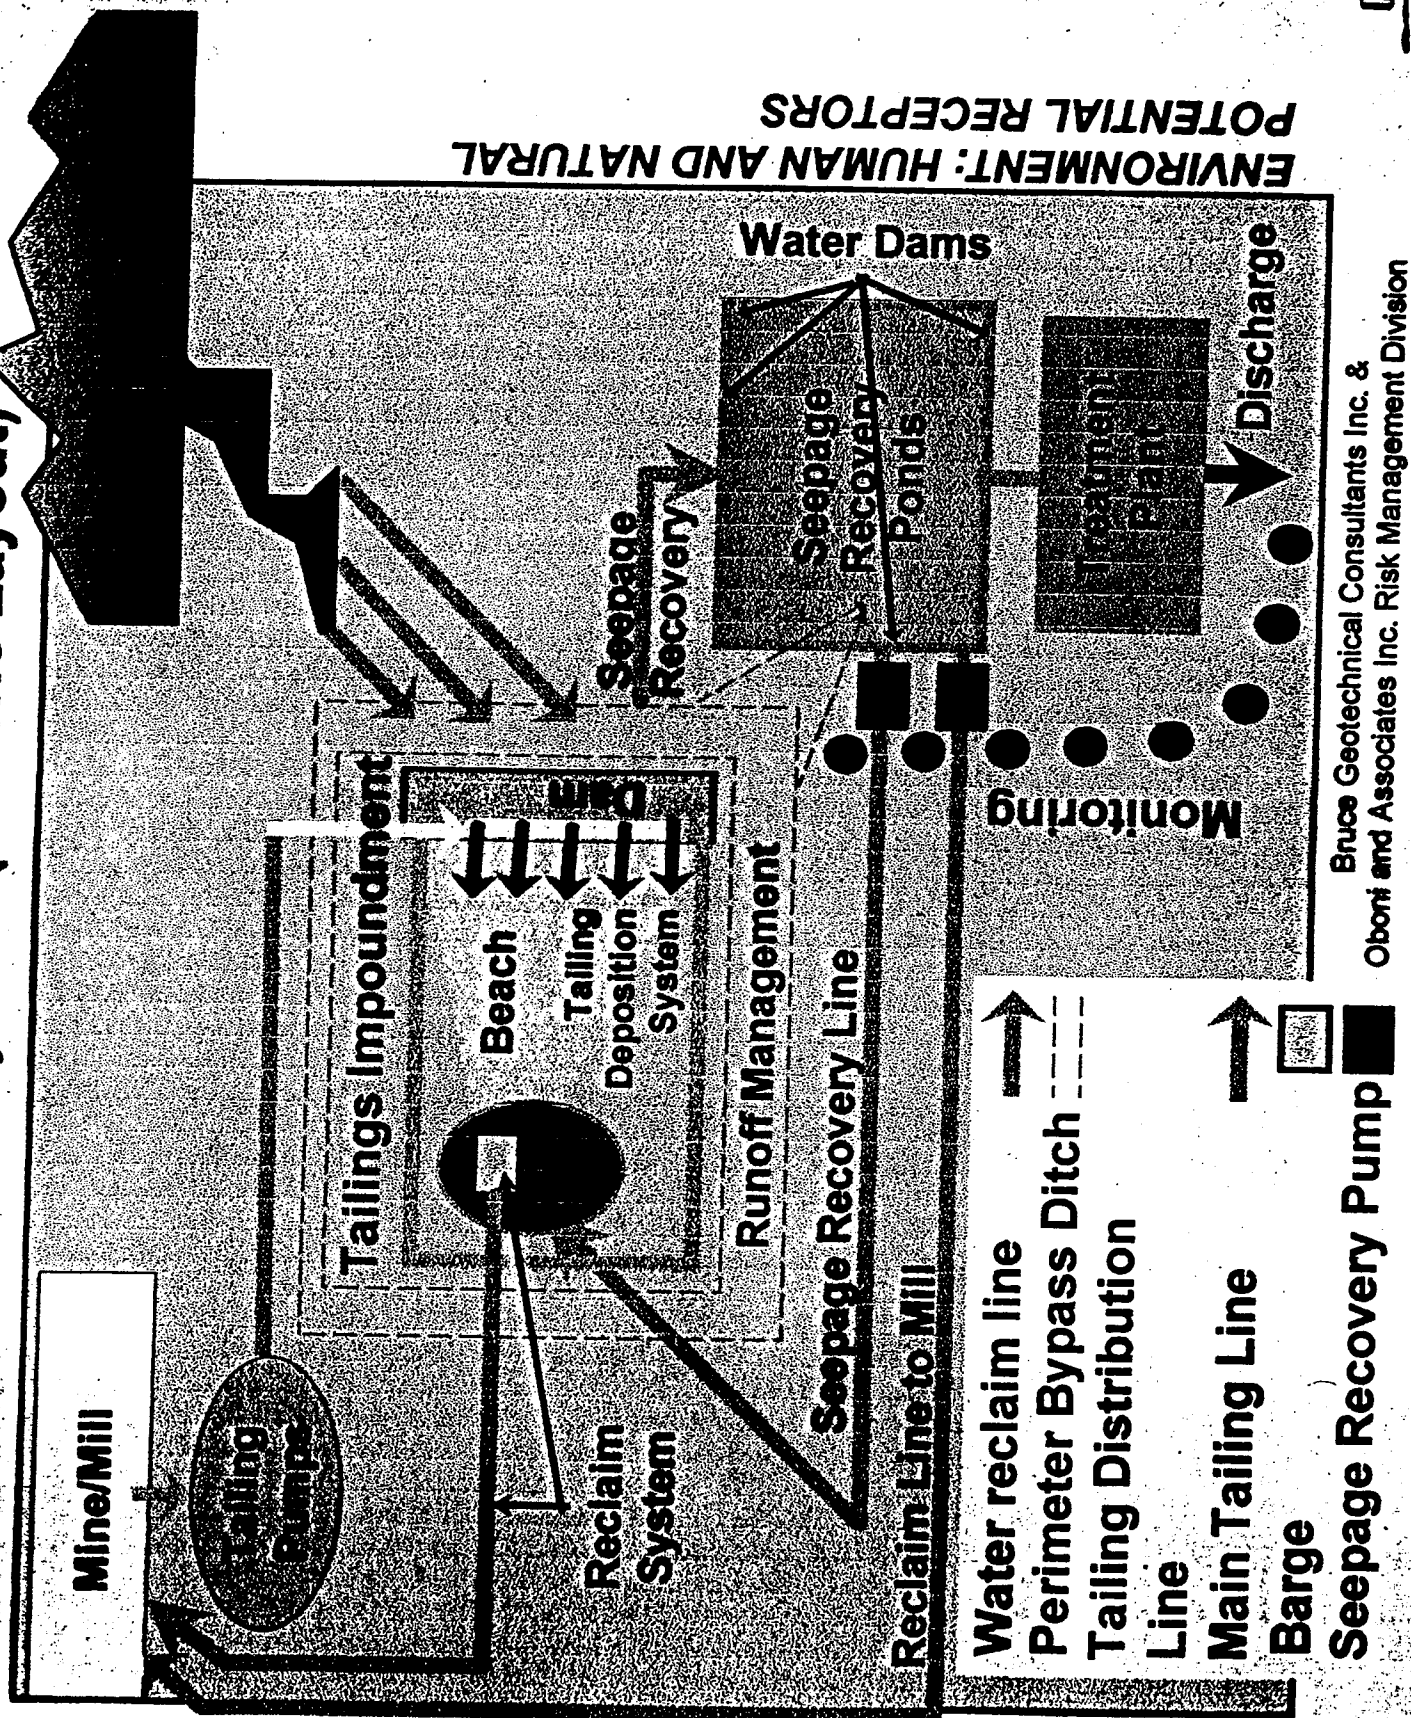 Mine/Mill
Tailing
Pumps
Tailings Impoundment
Dam
Beach
Tailing
Deposition
System
Runoff Management
Reclaim
System
Seepage
Recovery
Water Dams
Seepage
Recovery
Ponds
Treatment
Plant
Discharge
Monitoring
Seepage Recovery Line
Reclaim Line to Mill
ENVIRONMENT: HUMAN AND NATURAL
POTENTIAL RECEPTORS
Water reclaim line
Perimeter Bypass Ditch
Tailing Distribution
Line
Main Tailing Line
Barge
Seepage Recovery Pump
Bruce Geotechnical Consultants Inc. &
Oboni and Associates Inc. Risk Management Division